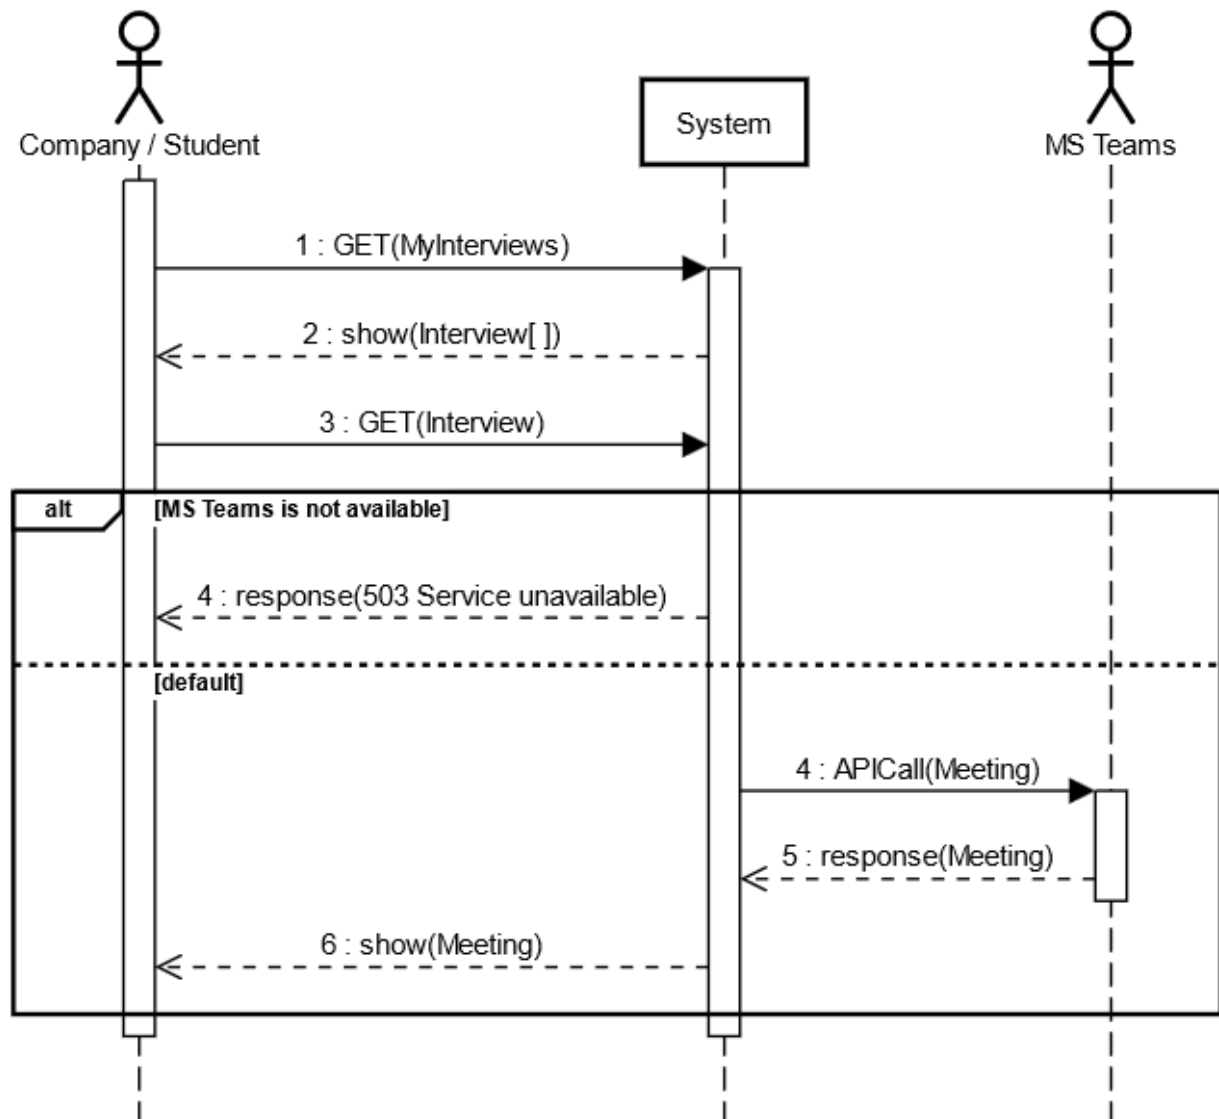 Company / Student
System
MS Teams
1 : GET(MyInterviews)
2 : show(Interview[ ])
3 : GET(Interview)
alt
[MS Teams is not available]
4 : response(503 Service unavailable)
[default]
4 : APICall(Meeting)
5 : response(Meeting)
6 : show(Meeting)